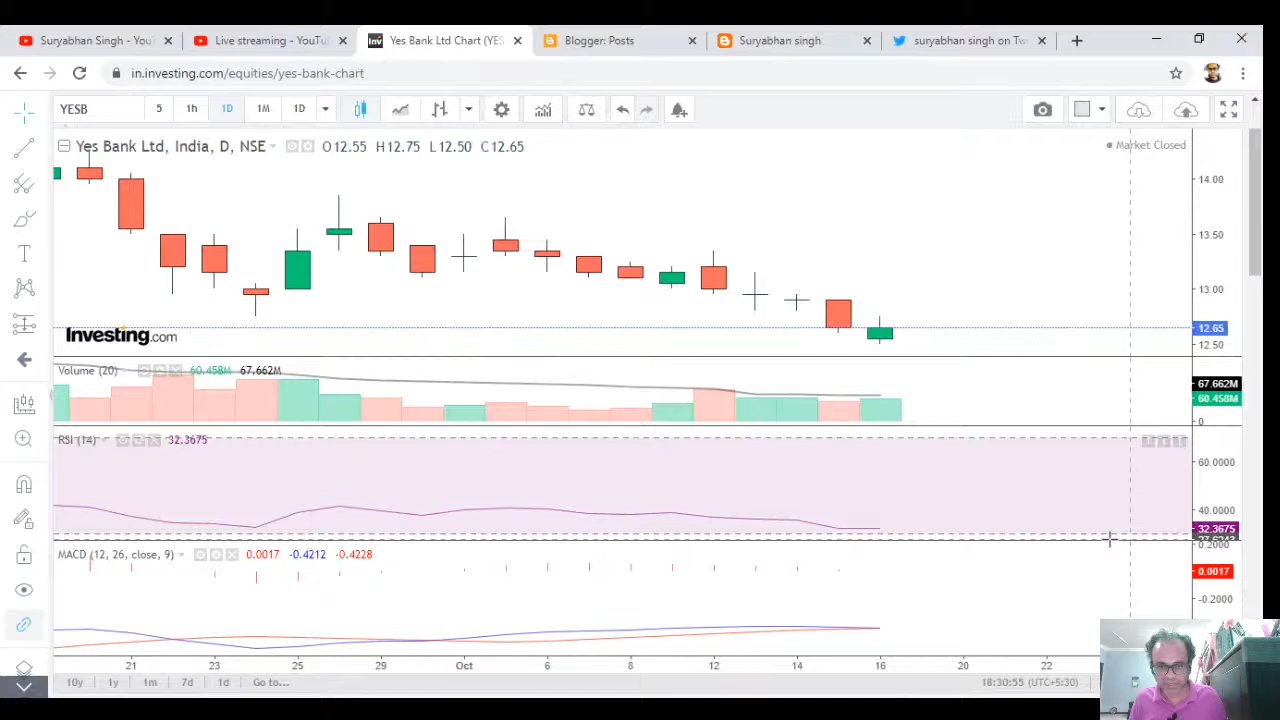 Suryabhan Singh - You
Live streaming - YouTu
Yes Bank Ltd Chart (YES
Blogger: Posts
Suryabhan singh
suryabhan singh on Tw
in.investing.com/equities/yes-bank-chart
YESB 5 1h 1D 1M 1D
Yes Bank Ltd, India, D, NSE O12.55 H12.75 L12.50 C12.65
Market Closed
14.00
13.50
13.00
12.65
12.50
Investing.com
Volume (20) 60.458M 67.662M
67.662M
60.458M
0
RSI (14) 32.3675
60.0000
40.0000
32.3675
0.2000
MACD (12, 26, close, 9) 0.0017 -0.4212 -0.4228
0.0017
-0.2000
21 23 25 29 Oct 6 8 12 14 16 20 22
10y 1y 1m 7d 1d Go to...
18:30:55 (UTC+5:30)